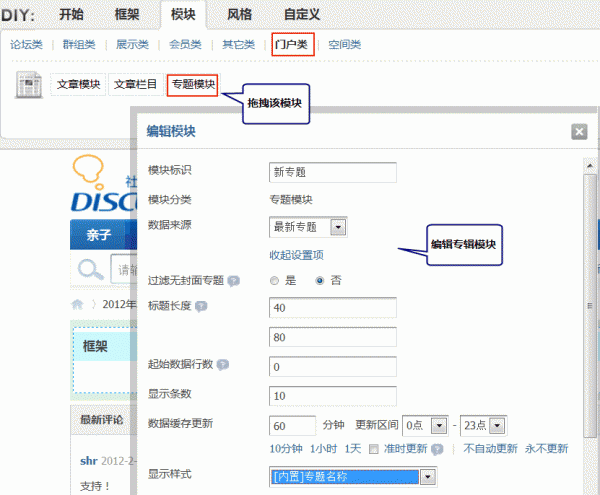 DIY: 开始 框架 模块 风格 自定义
论坛类 群组类 展示类 会员类 其它类 门户类 空间类
文章模块 文章栏目 专题模块
拖拽该模块
编辑模块
模块标识 新专题
社
模块分类 专题模块
DISCU
数据来源 最新专题
亲子
编辑专辑模块
收起设置项
请输
过滤无封面专题 ? 是 否
2012年
标题长度 ? 40
80
框架
起始数据行数 ? 0
显示条数 10
最新评论
数据缓存更新 60 分钟 更新区间 0点 - 23点
10分钟 1小时 1天 准时更新 ? 不自动更新 永不更新
shr 2012-2-
显示样式 [内置]专题名称
支持！